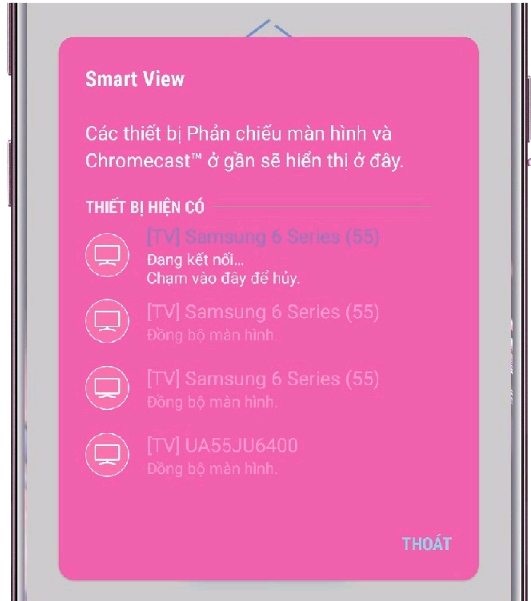 Smart View
Các thiết bị Phản chiếu màn hình và
Chromecast™ ở gần sẽ hiển thị ở đây.
THIẾT BỊ HIỆN CÓ
[TV] Samsung 6 Series (55)
Đang kết nối...
Chạm vào đây để hủy.
[TV] Samsung 6 Series (55)
Đồng bộ màn hình.
[TV] Samsung 6 Series (55)
Đồng bộ màn hình.
[TV] UA55JU6400
Đồng bộ màn hình.
THOÁT